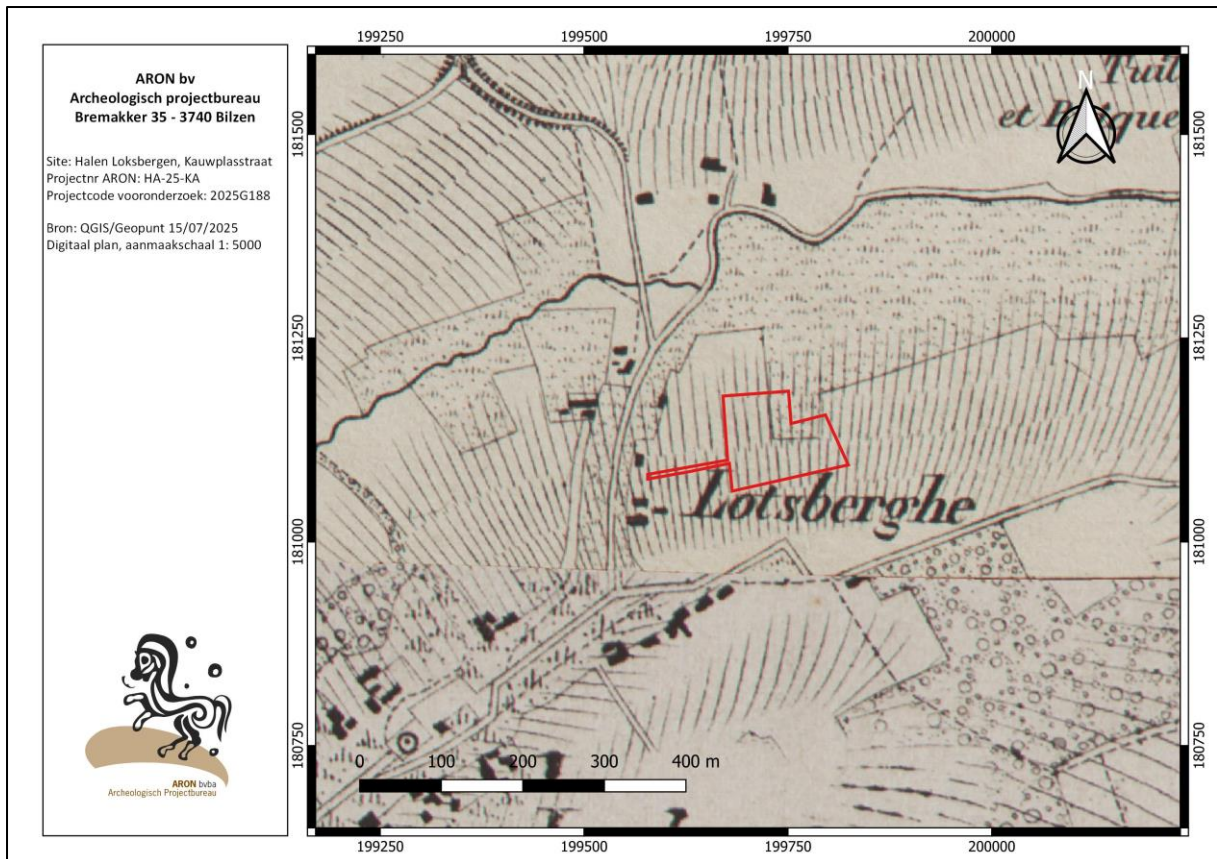 ARON bv
Archeologisch projectbureau
Bremakker 35 - 3740 Bilzen
Site: Halen Loksbergen, Kauwplasstraat
Projectnr ARON: HA-25-KA
Projectcode vooronderzoek: 2025G188
Bron: QGIS/Geopunt 15/07/2025
Digitaal plan, aanmaakschaal 1: 5000
ARON bvba
Archeologisch Projectbureau
199250 199500 199750 200000
181500 181500
181250 181250
181000 181000
180750 180750
199250 199500 199750 200000
Tuil
et
N
Lotsberghe
0 100 200 300 400 m